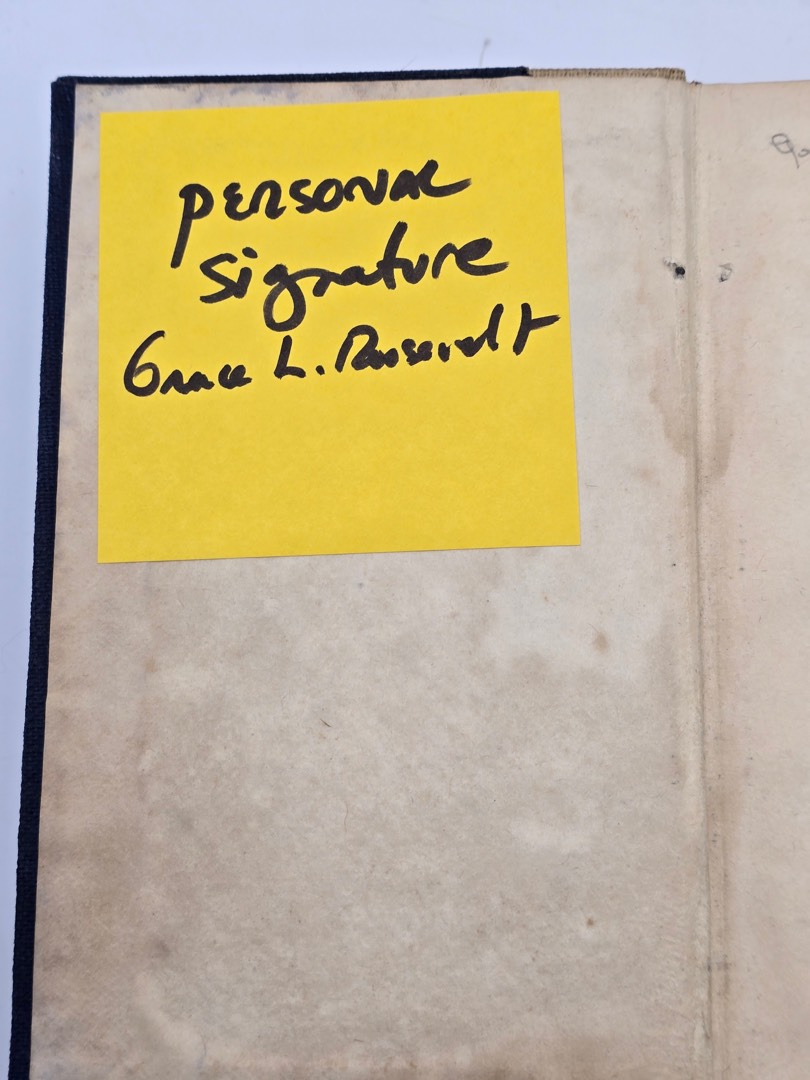 PERSONAL
Signature
Grace L. Roosevelt